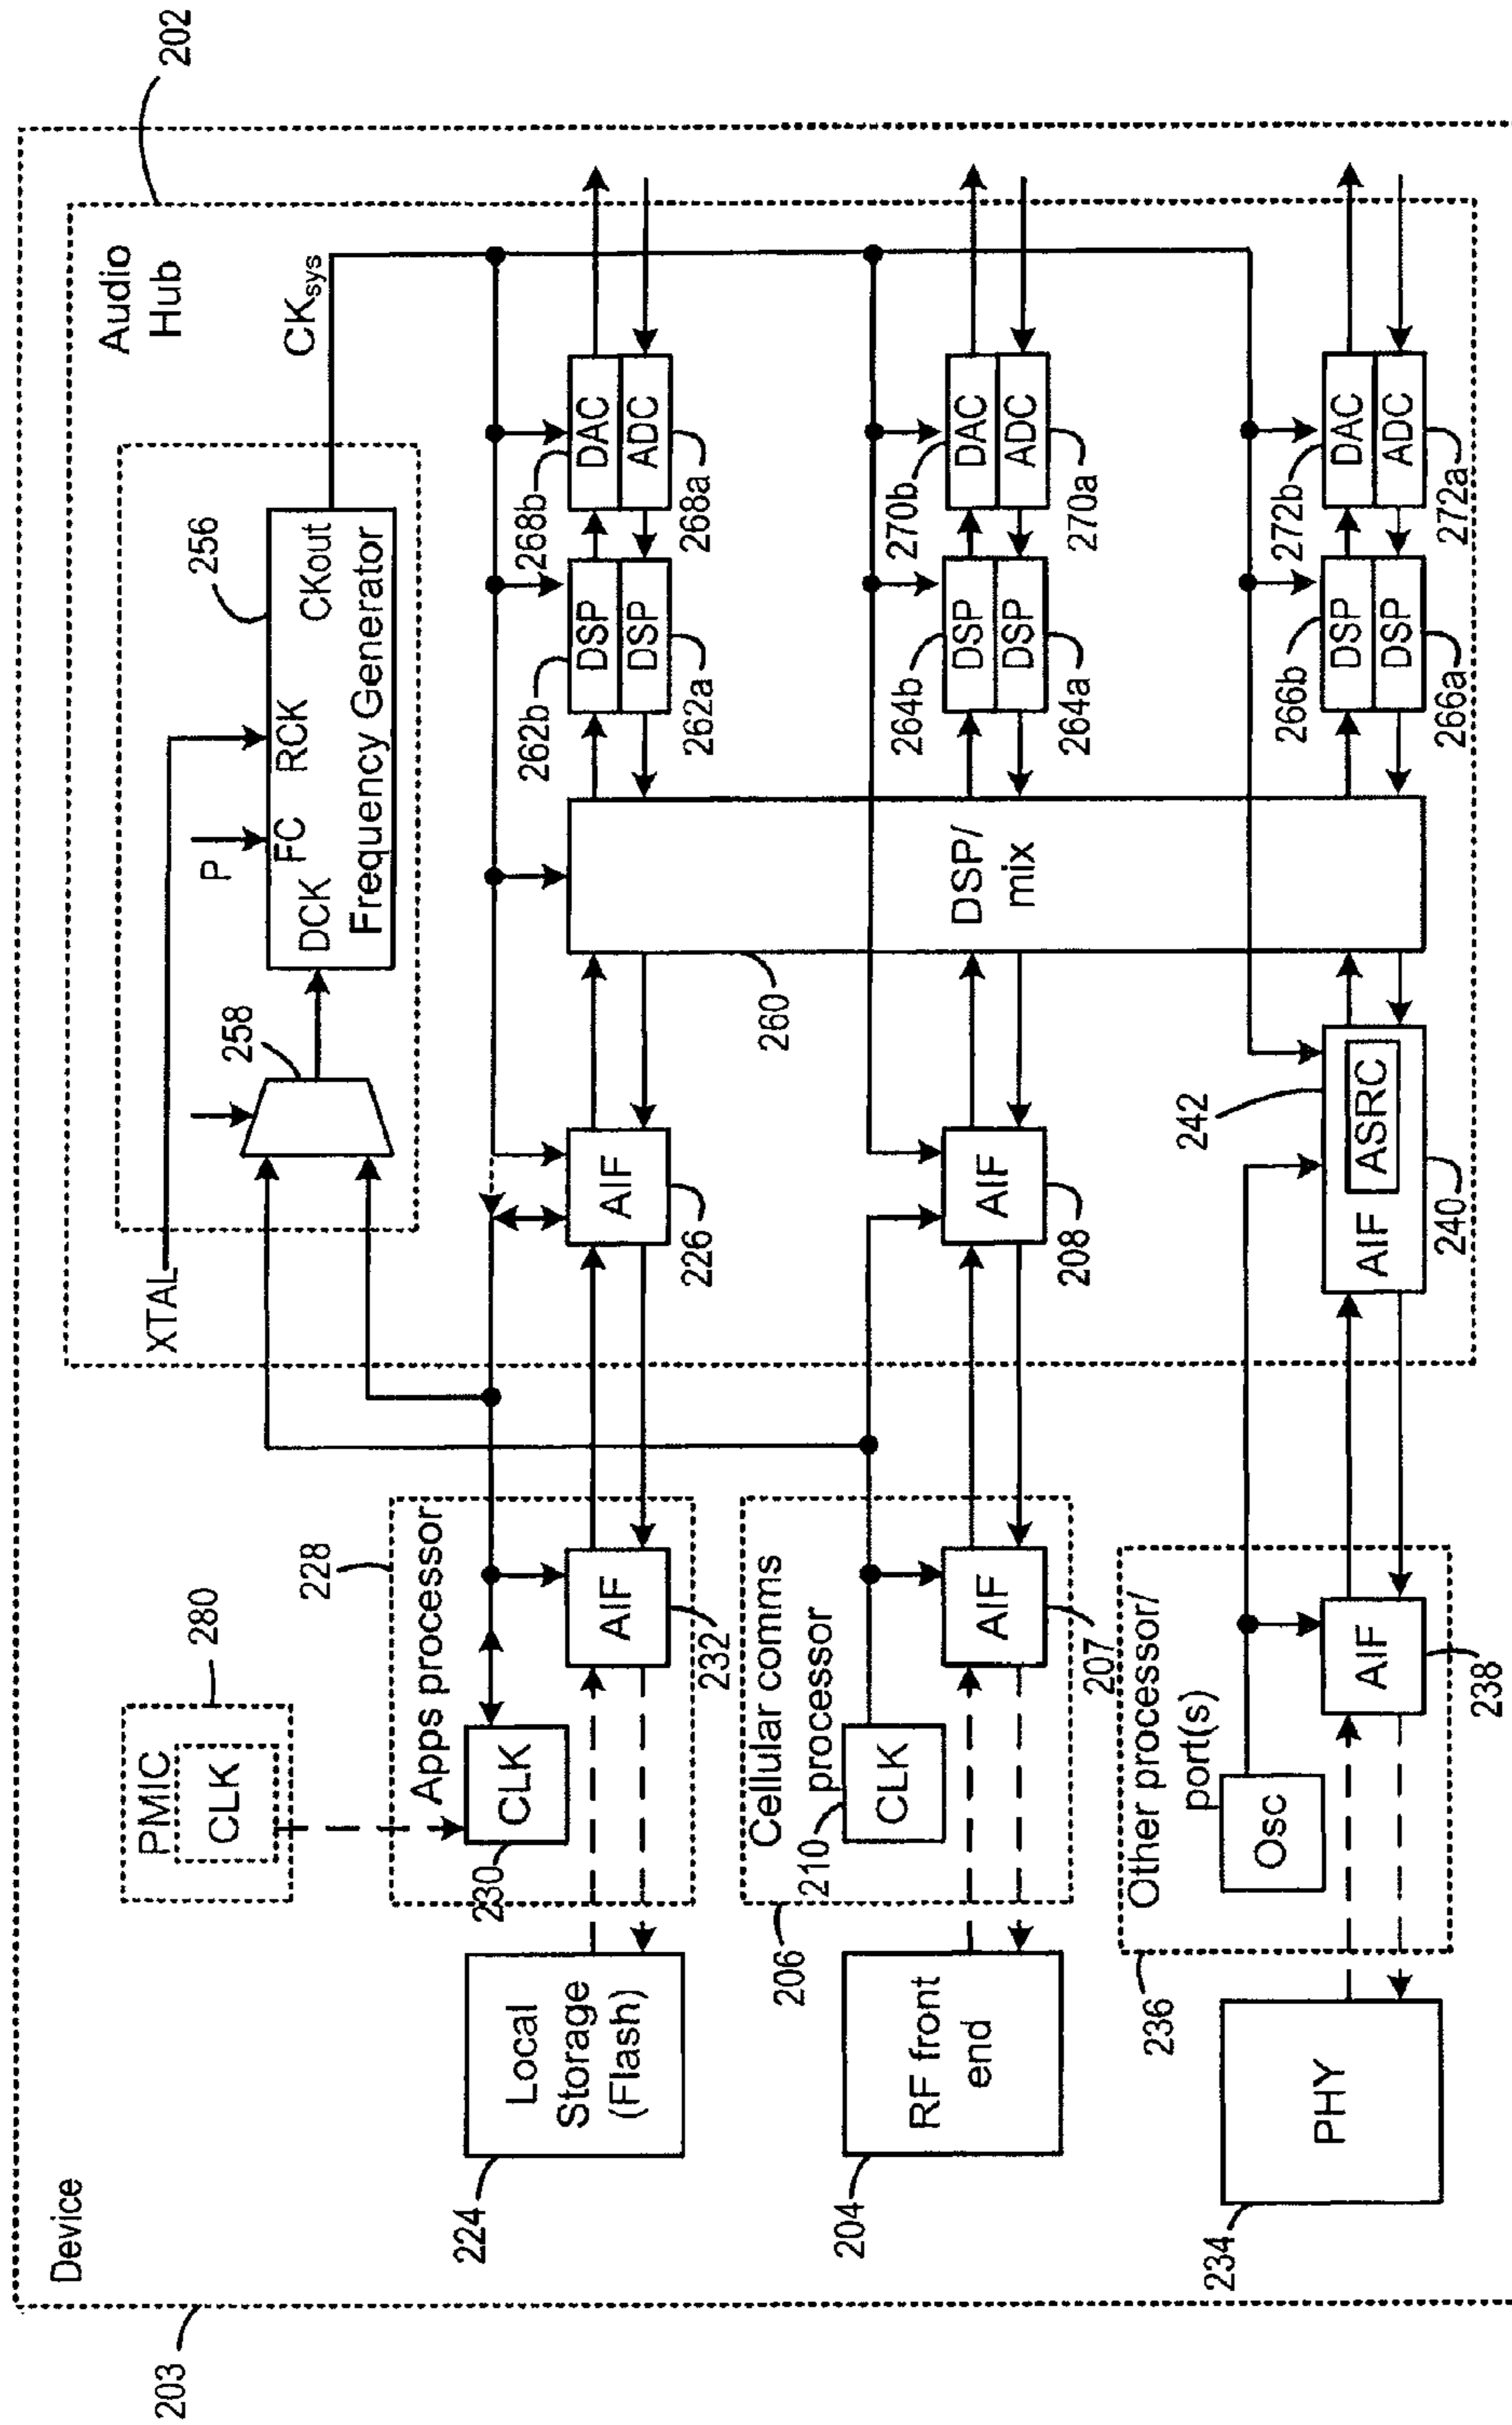 Device
203
202
Audio
Hub
XTAL
P
256
258
DCK
FC
RCK
CKout
Frequency Generator
CKsys
PMIC
CLK
280
228
Apps processor
CLK
230
AIF
232
Local
Storage
(Flash)
224
AIF
226
DSP/
mix
260
DSP
DSP
262b
262a
DAC
ADC
268b
268a
Cellular comms
processor
210
CLK
206
AIF
207
RF front
end
204
AIF
208
DSP
DSP
264b
264a
DAC
ADC
270b
270a
Other processor/
port(s)
Osc
236
AIF
238
PHY
234
AIF
ASRC
242
240
DSP
DSP
266b
266a
DAC
ADC
272b
272a